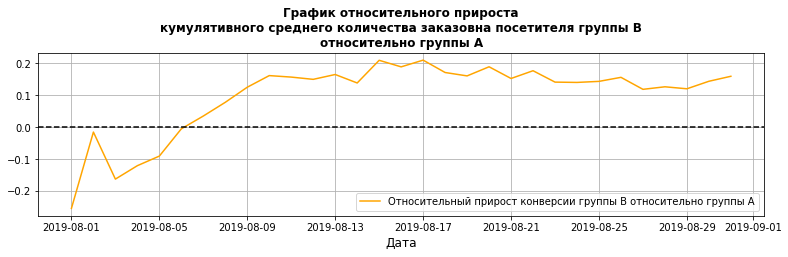 График относительного прироста
кумулятивного среднего количества заказовна посетителя группы B
относительно группы A
0.2
0.1
0.0
−0.1
−0.2
Относительный прирост конверсии группы B относительно группы A
2019-08-01 2019-08-05 2019-08-09 2019-08-13 2019-08-17 2019-08-21 2019-08-25 2019-08-29 2019-09-01
Дата